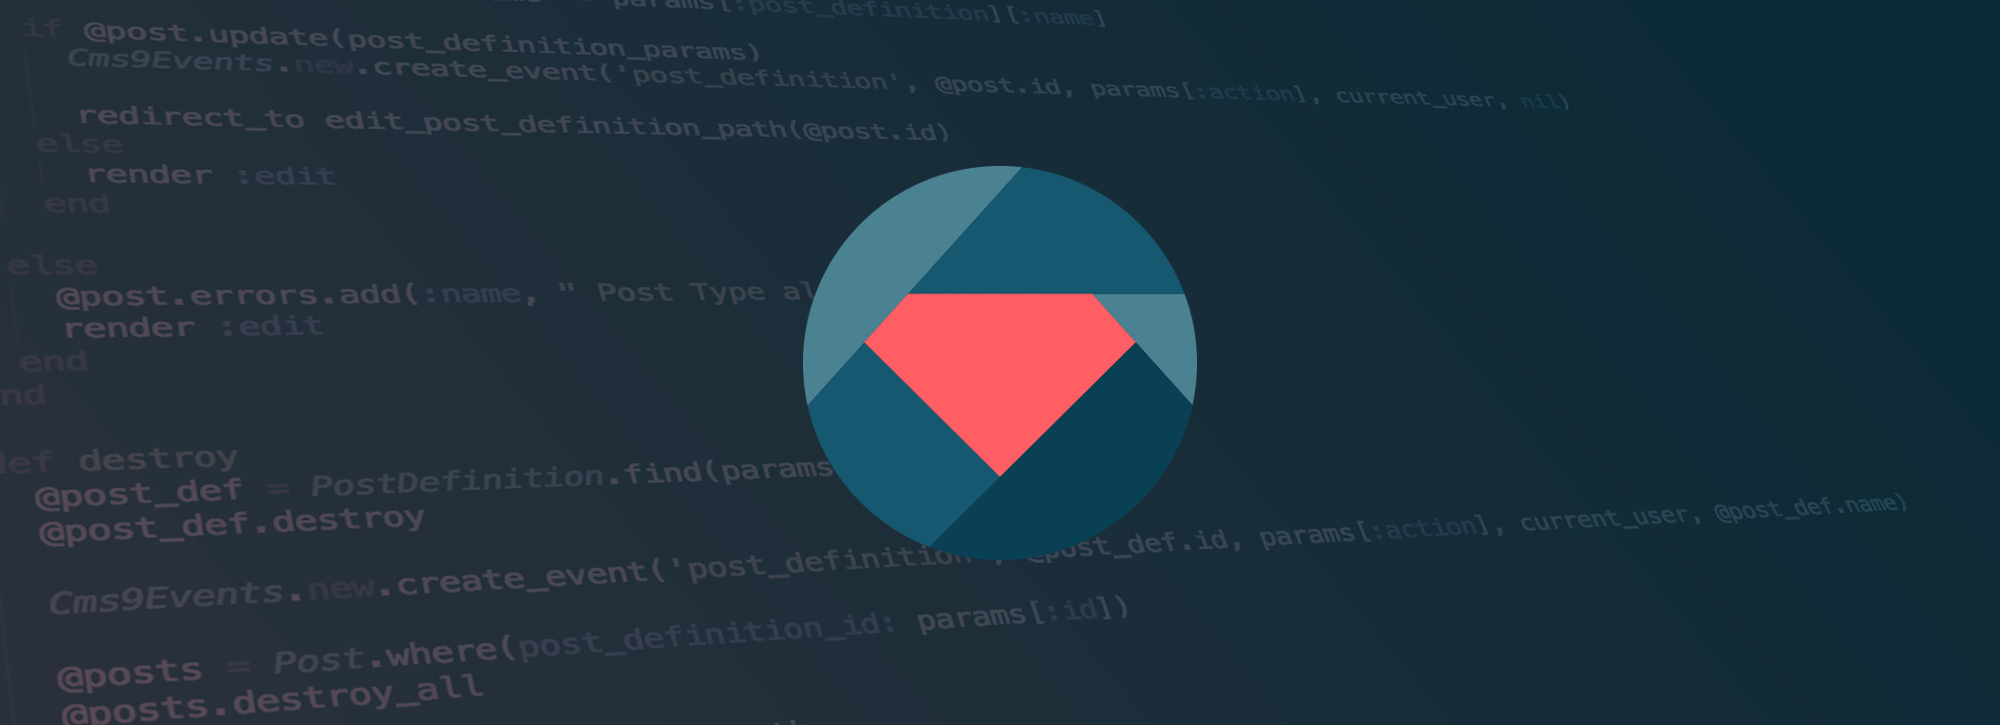 params[:post_definition][:name]
if @post.update(post_definition_params)
Cms9Events.new.create_event('post_definition', @post.id, params[:action], current_user, nil)
redirect_to edit_post_definition_path(@post.id)
else
render :edit
end
else
@post.errors.add(:name, " Post Type al
render :edit
end
nd
def destroy
@post_def = PostDefinition.find(params
@post_def.destroy
Cms9Events.new.create_event('post_definition', @post_def.id, params[:action], current_user, @post_def.name)
@posts = Post.where(post_definition_id: params[:id])
@posts.destroy_all